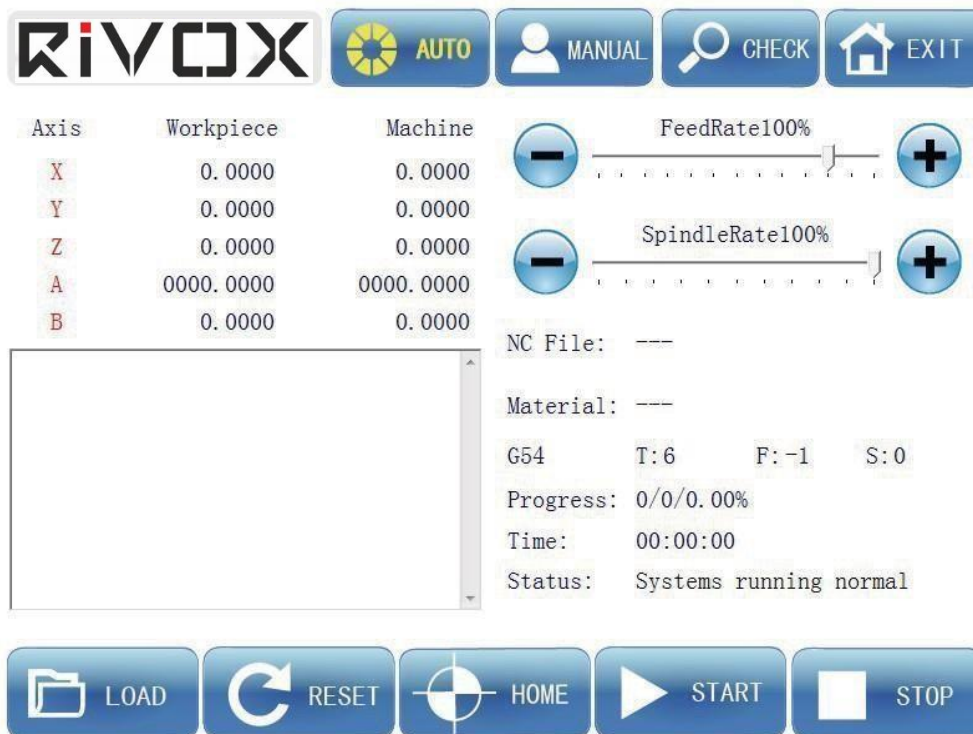 RiVOX
AUTO
MANUAL
CHECK
EXIT
Axis Workpiece Machine
X 0.0000 0.0000
Y 0.0000 0.0000
Z 0.0000 0.0000
A 0000.0000 0000.0000
B 0.0000 0.0000
FeedRate100%
SpindleRate100%
NC File: ---
Material: ---
G54 T:6 F:-1 S:0
Progress: 0/0/0.00%
Time: 00:00:00
Status: Systems running normal
LOAD
RESET
HOME
START
STOP